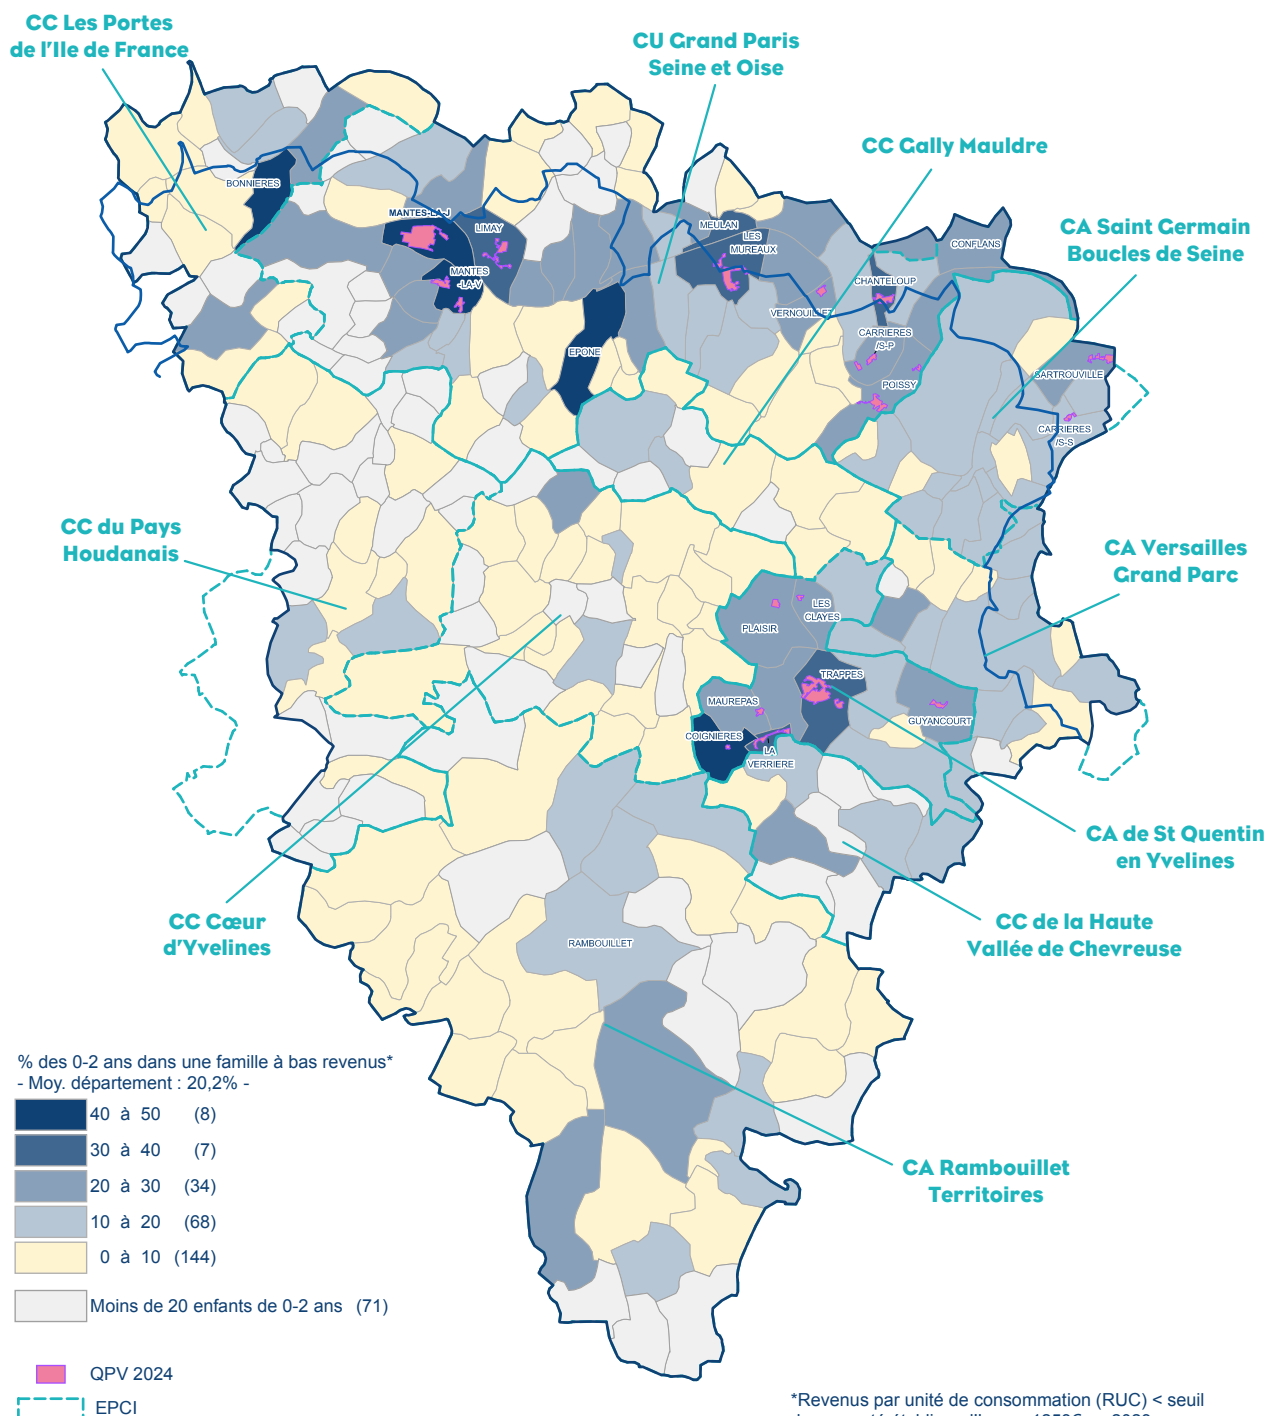 CC Les Portes
de l'Ile de France
CU Grand Paris
Seine et Oise
CC Gally Mauldre
CA Saint Germain
Boucles de Seine
CC du Pays
Houdanais
CA Versailles
Grand Parc
CA de St Quentin
en Yvelines
CC Cœur
d'Yvelines
CC de la Haute
Vallée de Chevreuse
CA Rambouillet
Territoires
BONNIERES
MANTES-LA-J
LIMAY
MANTES
-LA-V
EPONE
MEULAN
LES
MUREAUX
VERNOUILLET
CHANTELOUP
CONFLANS
CARRIERES
/S-P
POISSY
SARTROUVILLE
CARRIERES
/S-S
PLAISIR
LES
CLAYES
TRAPPES
MAUREPAS
GUYANCOURT
COIGNIERES
LA
VERRIERE
RAMBOUILLET
% des 0-2 ans dans une famille à bas revenus*
- Moy. département : 20,2% -
40 à 50 (8)
30 à 40 (7)
20 à 30 (34)
10 à 20 (68)
0 à 10 (144)
Moins de 20 enfants de 0-2 ans (71)
QPV 2024
EPCI
*Revenus par unité de consommation (RUC) < seuil